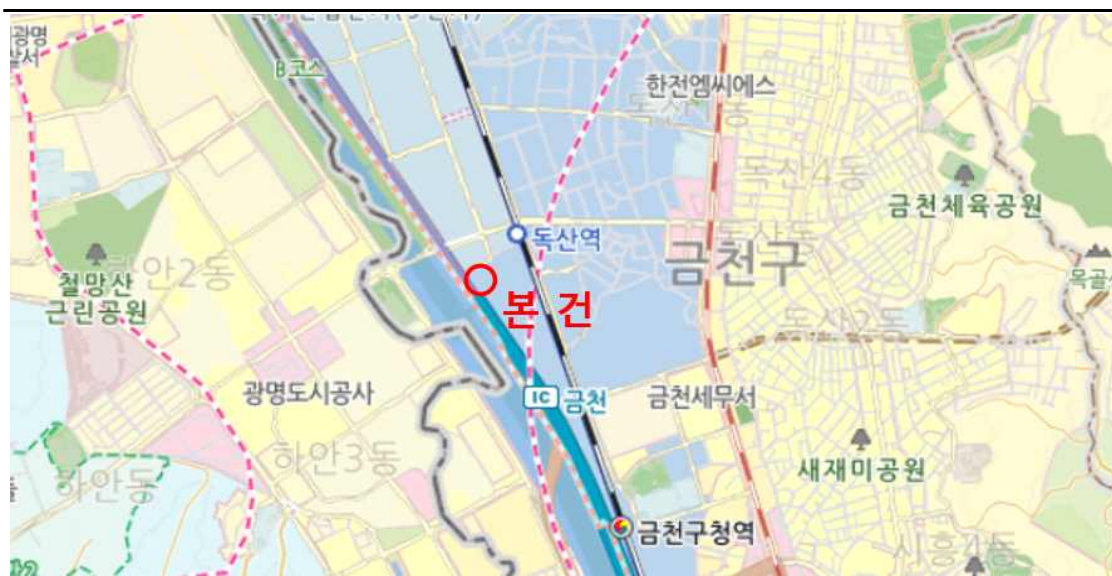 광명
B코스
한전엠씨에스
독산4동
금천체육공원
독산역
독산동
금천구
목골산
하안2동
철망산
근린공원
본 건
독산2동
IC 금천
광명도시공사
금천세무서
하안3동
새재미공원
하안동
금천구청역
시흥4동